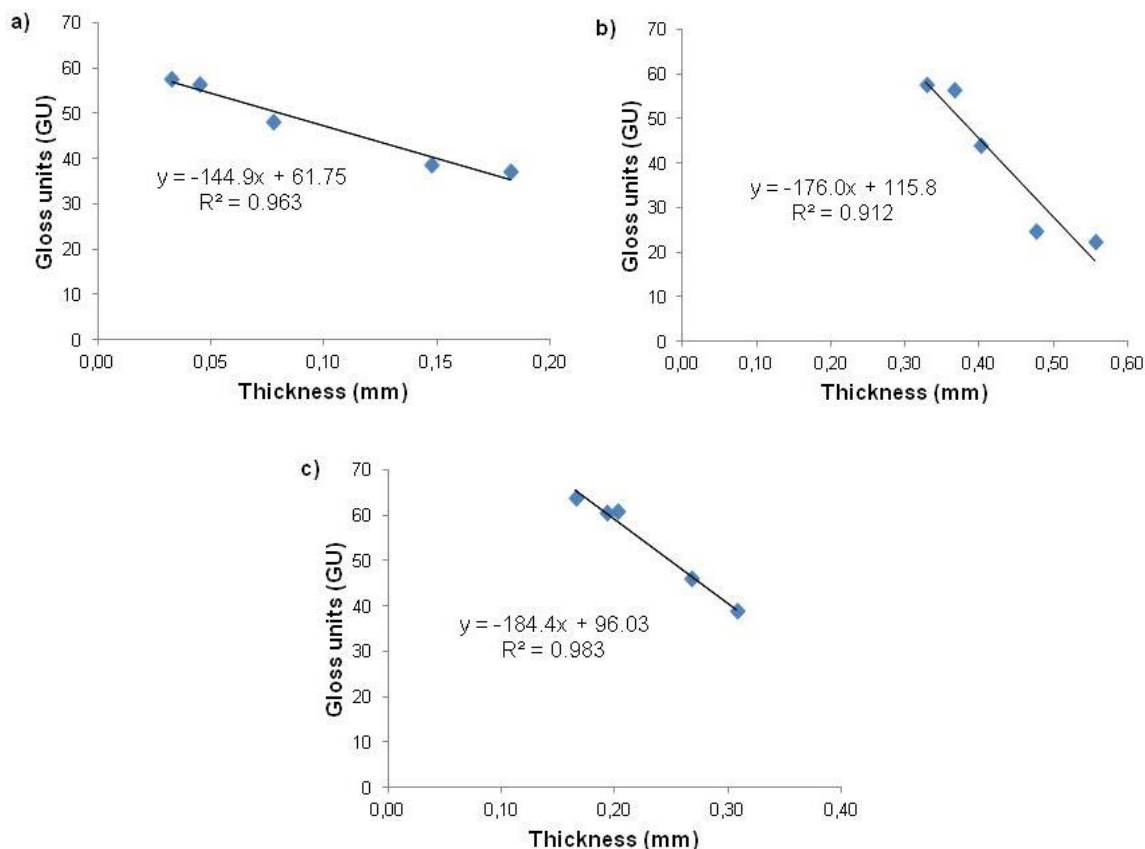 a)
Gloss units (GU)
70
60
50
40
30
20
10
0
y = -144.9x + 61.75
R² = 0.963
0,00 0,05 0,10 0,15 0,20
Thickness (mm)
b)
Gloss units (GU)
70
60
50
40
30
20
10
0
y = -176.0x + 115.8
R² = 0.912
0,00 0,10 0,20 0,30 0,40 0,50 0,60
Thickness (mm)
c)
Gloss units (GU)
70
60
50
40
30
20
10
0
y = -184.4x + 96.03
R² = 0.983
0,00 0,10 0,20 0,30 0,40
Thickness (mm)